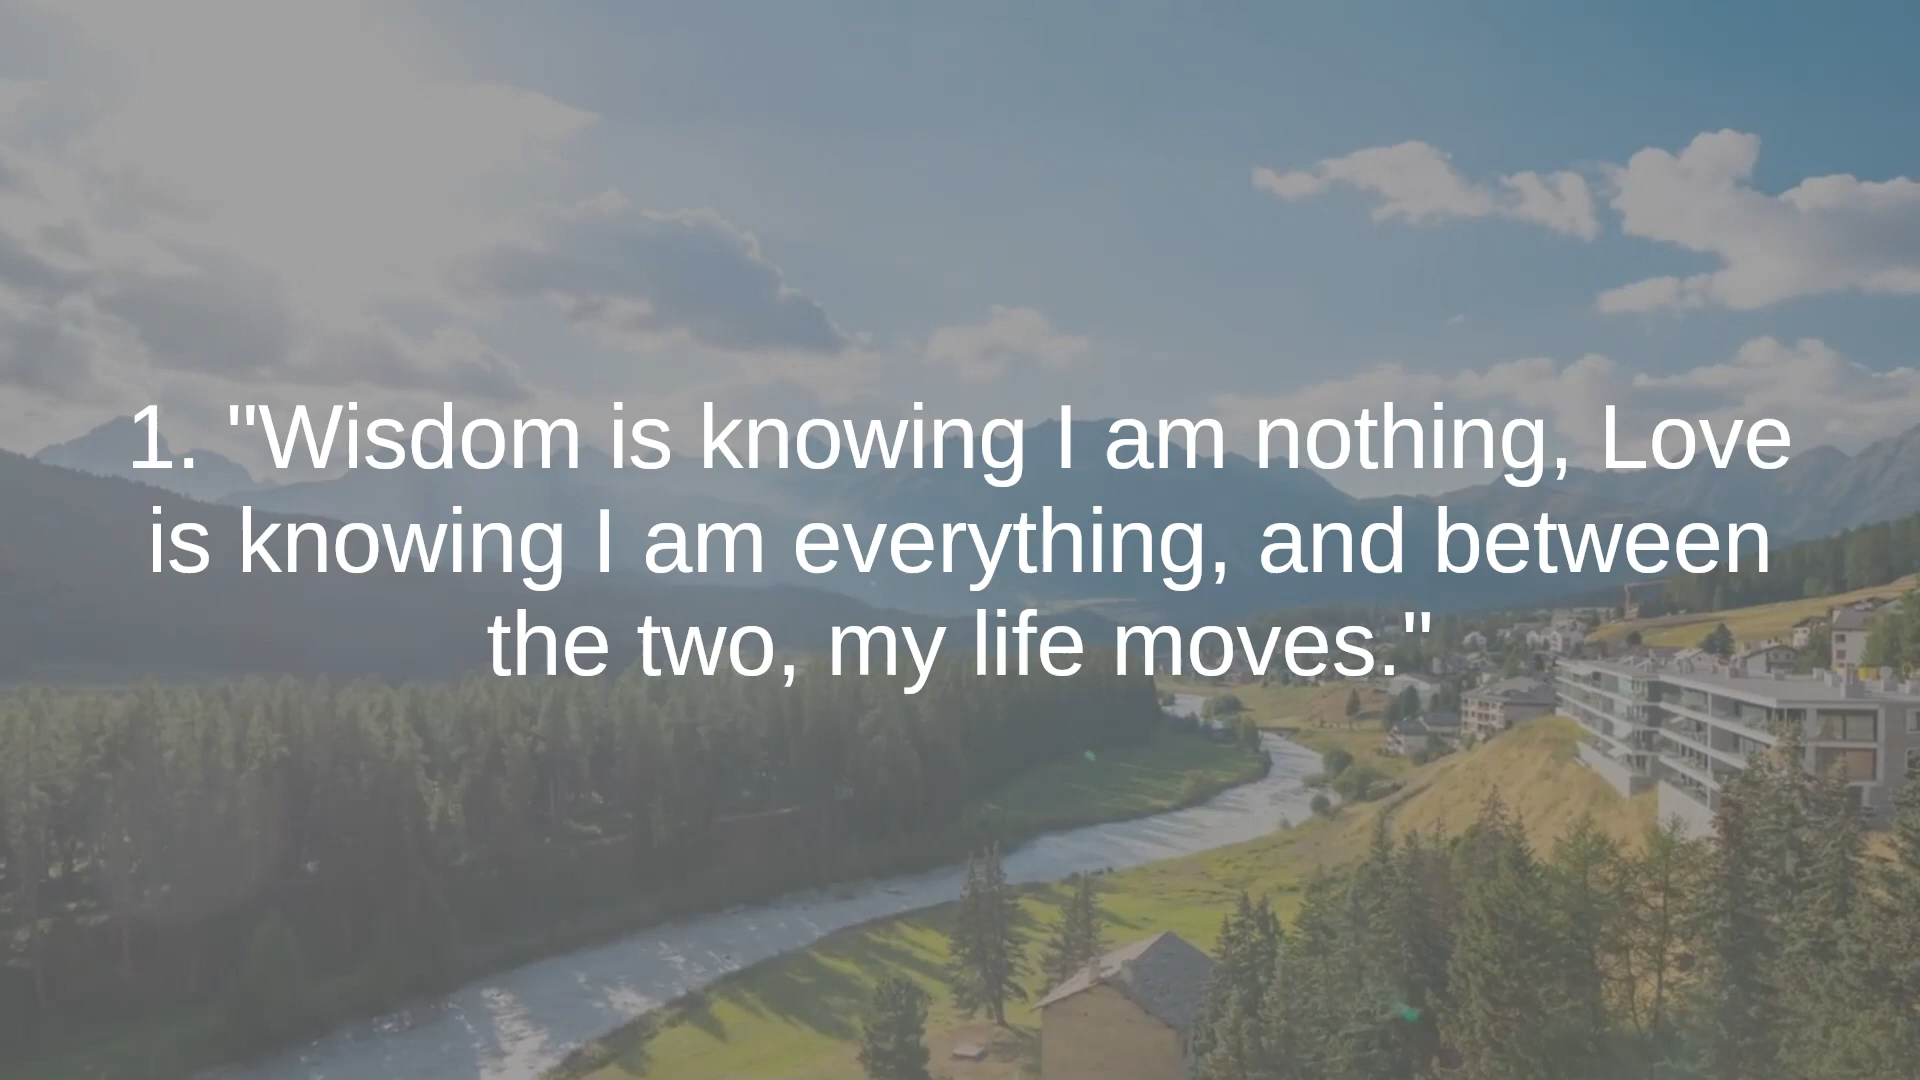 1. "Wisdom is knowing I am nothing, Love
is knowing I am everything, and between
the two, my life moves."